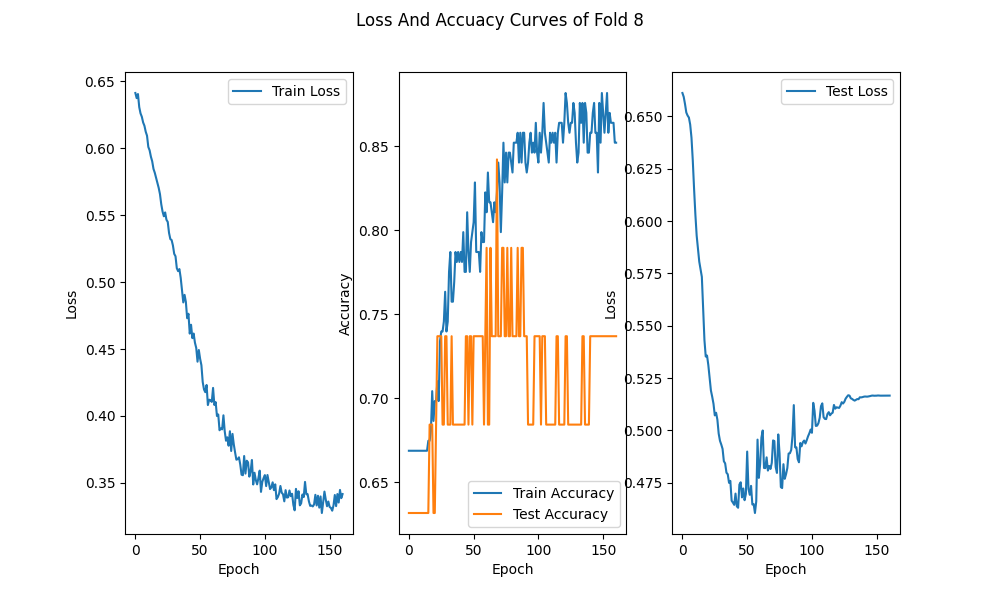 Loss And Accuacy Curves of Fold 8
0.65
0.60
0.55
0.50
0.45
0.40
0.35
Loss
Train Loss
0 50 100 150
Epoch
0.85
0.80
0.75
0.70
0.65
Accuracy
Train Accuracy
Test Accuracy
0 50 100 150
Epoch
0.650
0.625
0.600
0.575
0.550
0.525
0.500
0.475
Loss
Test Loss
0 50 100 150
Epoch